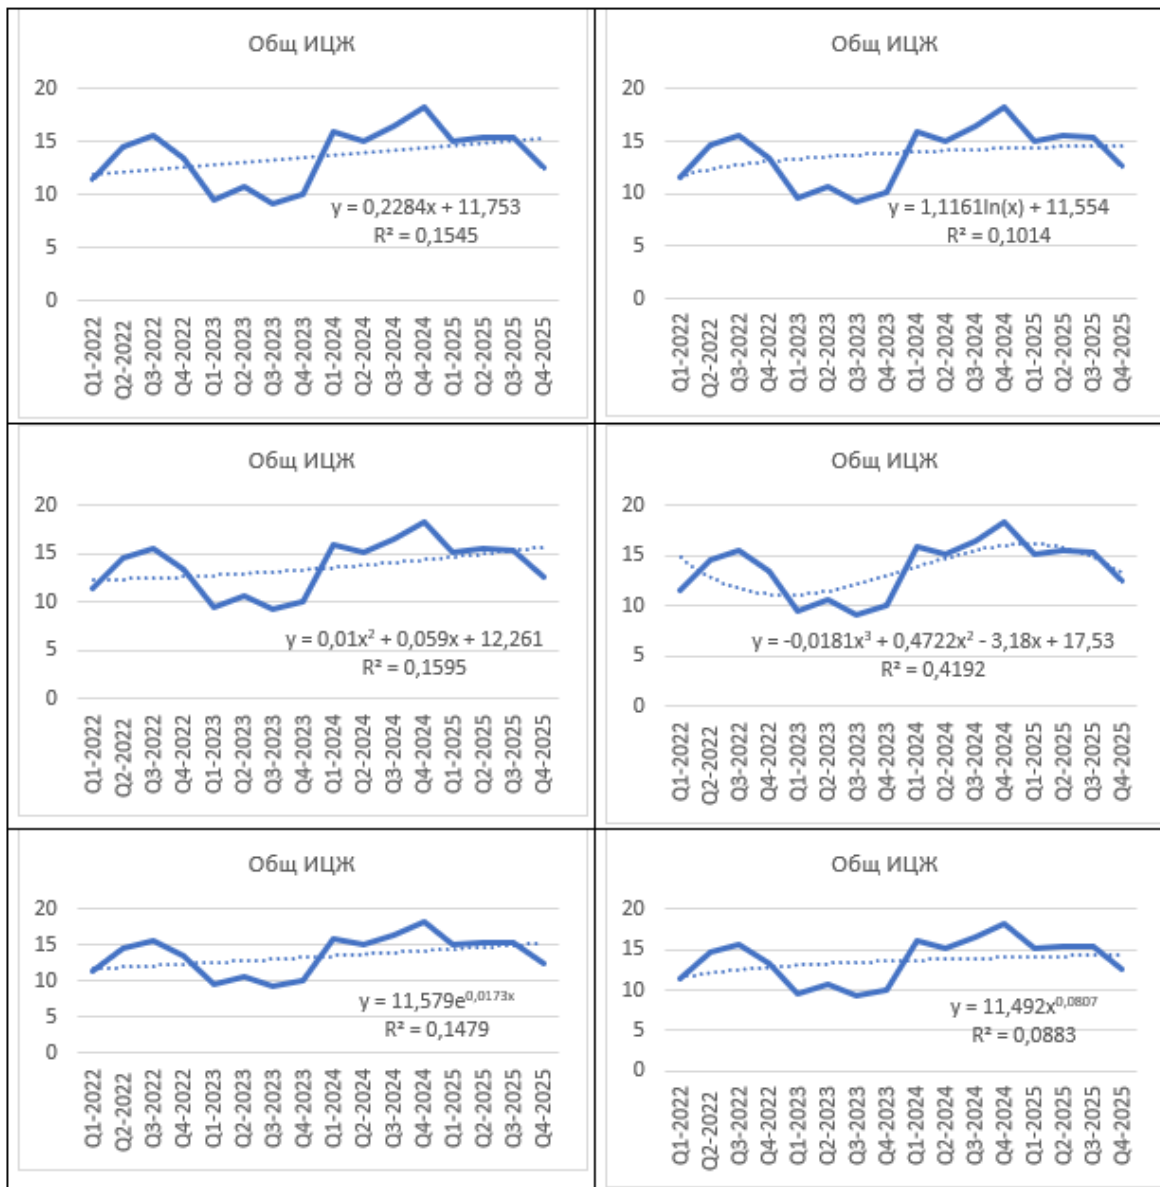 Общ ИЦЖ
20
15
10
5
0
y = 0,2284x + 11,753
R² = 0,1545
Q1-2022
Q2-2022
Q3-2022
Q4-2022
Q1-2023
Q2-2023
Q3-2023
Q4-2023
Q1-2024
Q2-2024
Q3-2024
Q4-2024
Q1-2025
Q2-2025
Q3-2025
Q4-2025
Общ ИЦЖ
20
15
10
5
0
y = 1,1161ln(x) + 11,554
R² = 0,1014
Q1-2022
Q2-2022
Q3-2022
Q4-2022
Q1-2023
Q2-2023
Q3-2023
Q4-2023
Q1-2024
Q2-2024
Q3-2024
Q4-2024
Q1-2025
Q2-2025
Q3-2025
Q4-2025
Общ ИЦЖ
20
15
10
5
0
y = 0,01x² + 0,059x + 12,261
R² = 0,1595
Q1-2022
Q2-2022
Q3-2022
Q4-2022
Q1-2023
Q2-2023
Q3-2023
Q4-2023
Q1-2024
Q2-2024
Q3-2024
Q4-2024
Q1-2025
Q2-2025
Q3-2025
Q4-2025
Общ ИЦЖ
20
15
10
5
0
y = -0,0181x³ + 0,4722x² - 3,18x + 17,53
R² = 0,4192
Q1-2022
Q2-2022
Q3-2022
Q4-2022
Q1-2023
Q2-2023
Q3-2023
Q4-2023
Q1-2024
Q2-2024
Q3-2024
Q4-2024
Q1-2025
Q2-2025
Q3-2025
Q4-2025
Общ ИЦЖ
20
15
10
5
0
y = 11,579e⁰,⁰¹⁷³ˣ
R² = 0,1479
Q1-2022
Q2-2022
Q3-2022
Q4-2022
Q1-2023
Q2-2023
Q3-2023
Q4-2023
Q1-2024
Q2-2024
Q3-2024
Q4-2024
Q1-2025
Q2-2025
Q3-2025
Q4-2025
Общ ИЦЖ
20
15
10
5
0
y = 11,492x⁰,⁰⁸⁰⁷
R² = 0,0883
Q1-2022
Q2-2022
Q3-2022
Q4-2022
Q1-2023
Q2-2023
Q3-2023
Q4-2023
Q1-2024
Q2-2024
Q3-2024
Q4-2024
Q1-2025
Q2-2025
Q3-2025
Q4-2025